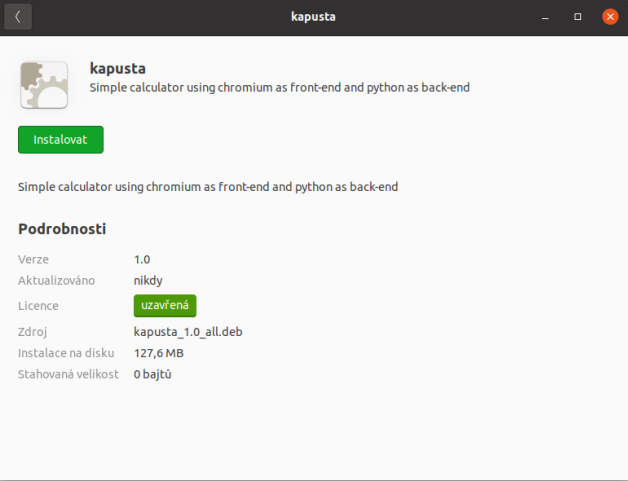 kapusta
kapusta
Simple calculator using chromium as front-end and python as back-end
Instalovat
Simple calculator using chromium as front-end and python as back-end
Podrobnosti
Verze 1.0
Aktualizováno nikdy
Licence uzavřená
Zdroj kapusta_1.0_all.deb
Instalace na disku 127,6 MB
Stahovaná velikost 0 bajtů